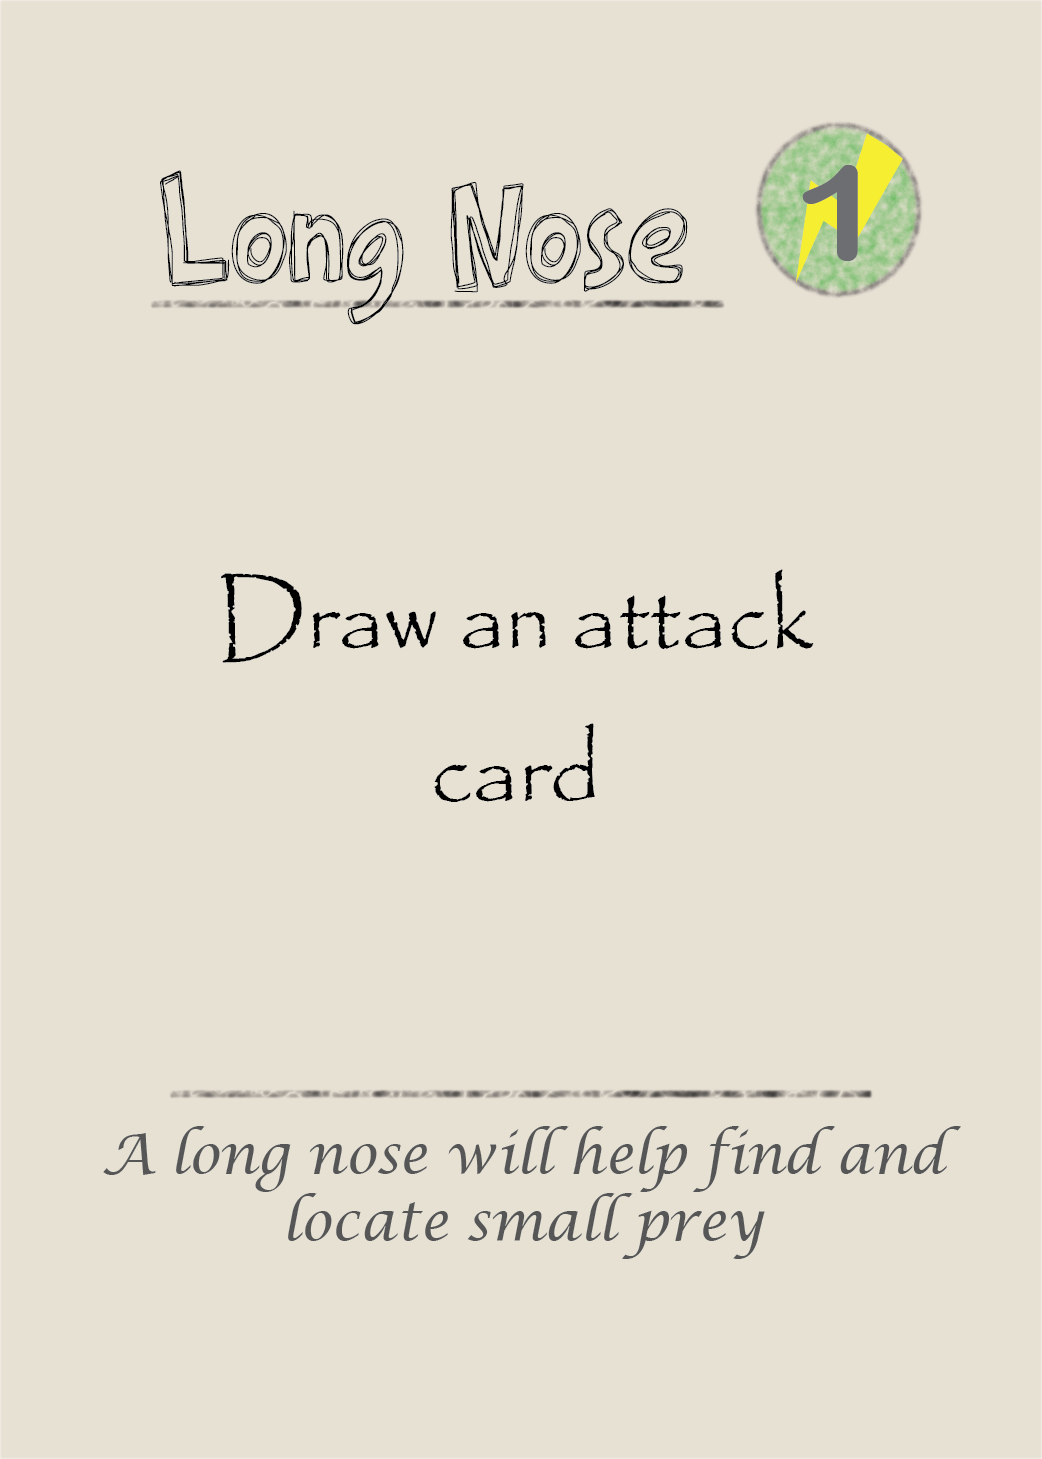 Long Nose
1
Draw an attack
card
A long nose will help find and
locate small prey